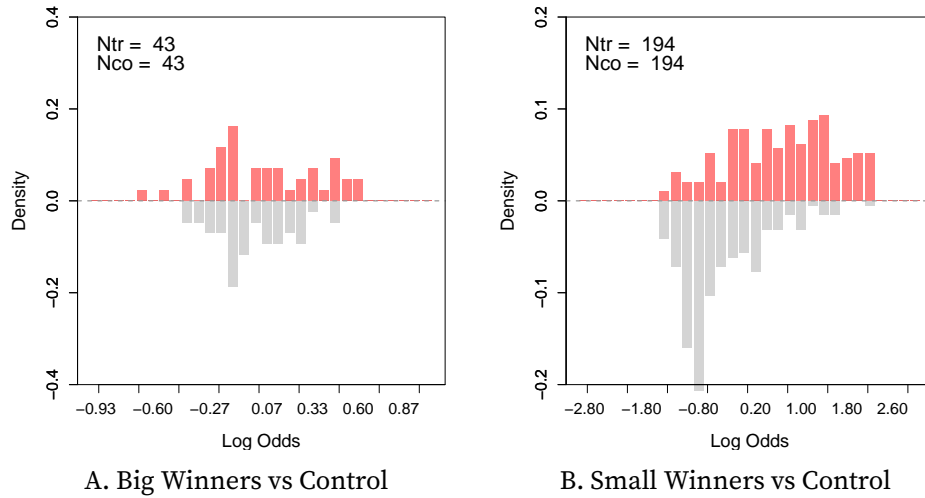 0.4
0.2
0.0
−0.2
−0.4
Density
Ntr = 43
Nco = 43
−0.93 −0.60 −0.27 0.07 0.33 0.60 0.87
Log Odds
A. Big Winners vs Control
0.2
0.1
0.0
−0.1
−0.2
Density
Ntr = 194
Nco = 194
−2.80 −1.80 −0.80 0.20 1.00 1.80 2.60
Log Odds
B. Small Winners vs Control